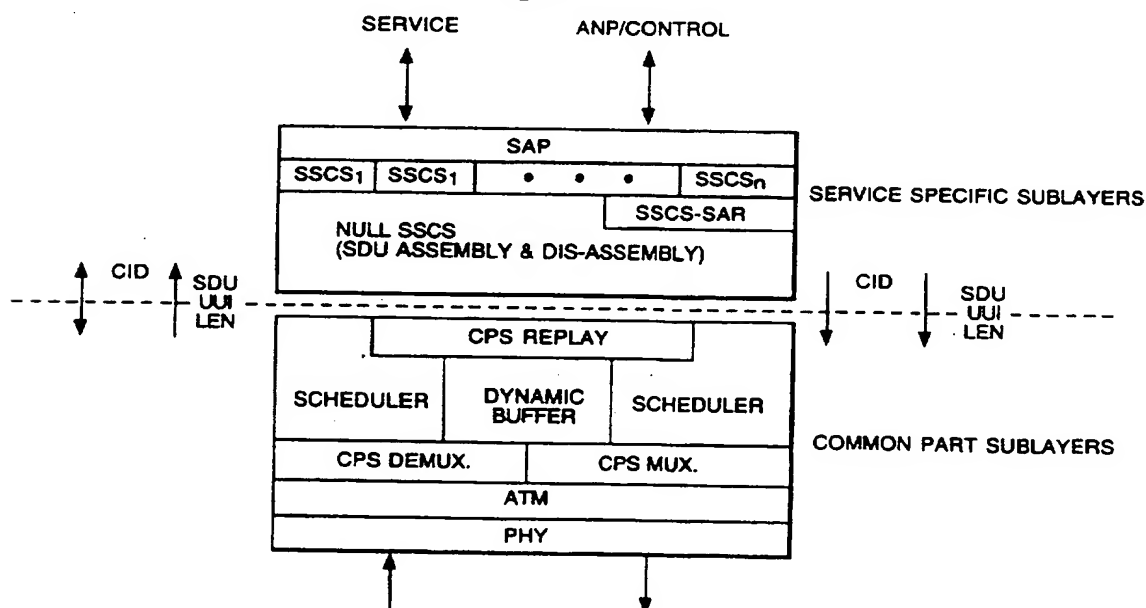 SERVICE
ANP/CONTROL
SAP
SSCS1 SSCS1 • • • SSCSn
SERVICE SPECIFIC SUBLAYERS
SSCS-SAR
NULL SSCS
(SDU ASSEMBLY & DIS-ASSEMBLY)
CID
SDU
UUI
LEN
CID
SDU
UUI
LEN
CPS REPLAY
SCHEDULER
DYNAMIC
BUFFER
SCHEDULER
COMMON PART SUBLAYERS
CPS DEMUX.
CPS MUX.
ATM
PHY